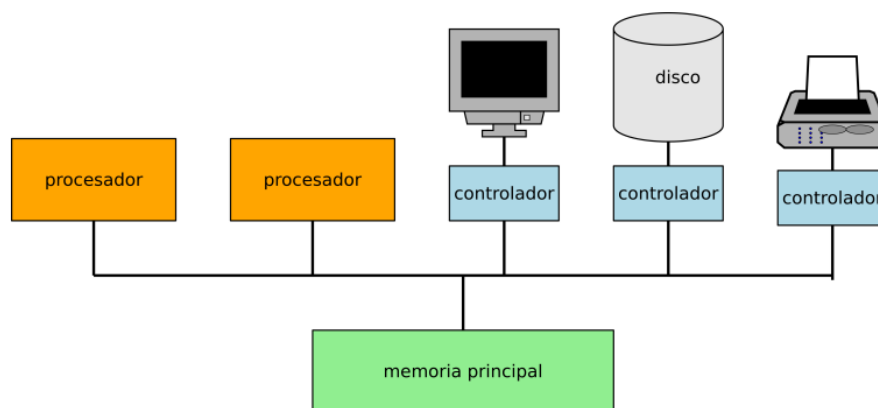 disco
procesador
procesador
controlador
controlador
controlador
memoria principal